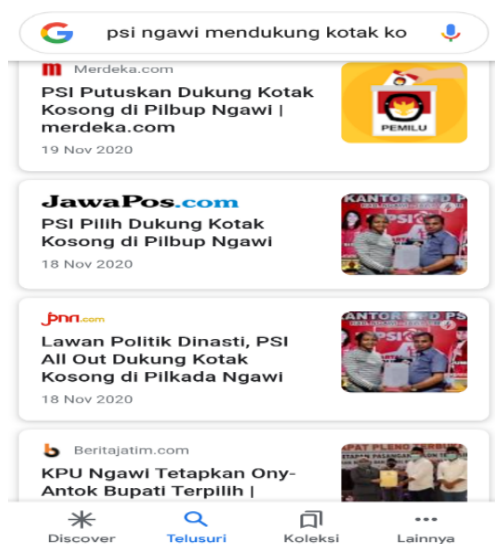 psi ngawi mendukung kotak ko
Merdeka.com
PSI Putuskan Dukung Kotak
Kosong di Pilbup Ngawi |
merdeka.com
19 Nov 2020
PEMILU
JawaPos.com
PSI Pilih Dukung Kotak
Kosong di Pilbup Ngawi
18 Nov 2020
jpnn.com
Lawan Politik Dinasti, PSI
All Out Dukung Kotak
Kosong di Pilkada Ngawi
18 Nov 2020
Beritajatim.com
KPU Ngawi Tetapkan Ony-
Antok Bupati Terpilih |
Discover
Telusuri
Koleksi
Lainnya